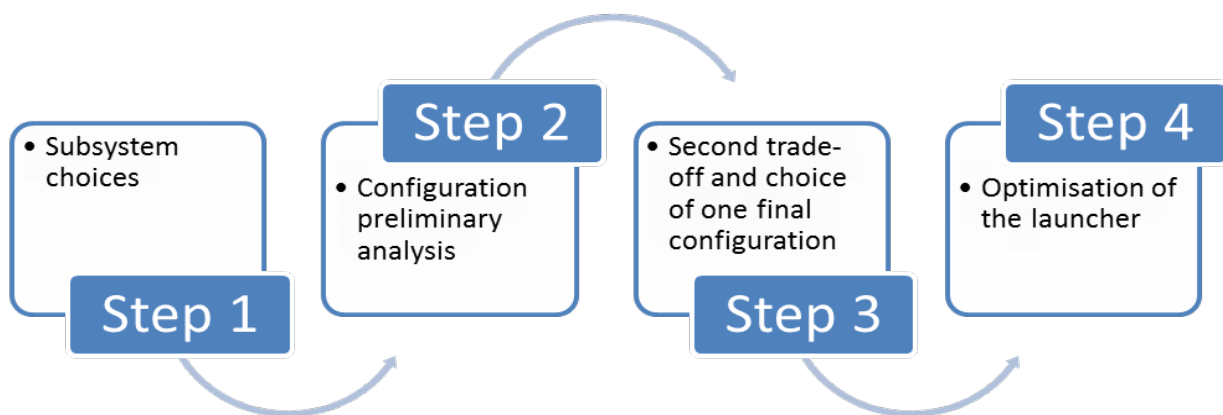 • Subsystem
choices
Step 1
Step 2
• Configuration
preliminary
analysis
• Second trade-
off and choice
of one final
configuration
Step 3
Step 4
• Optimisation of
the launcher